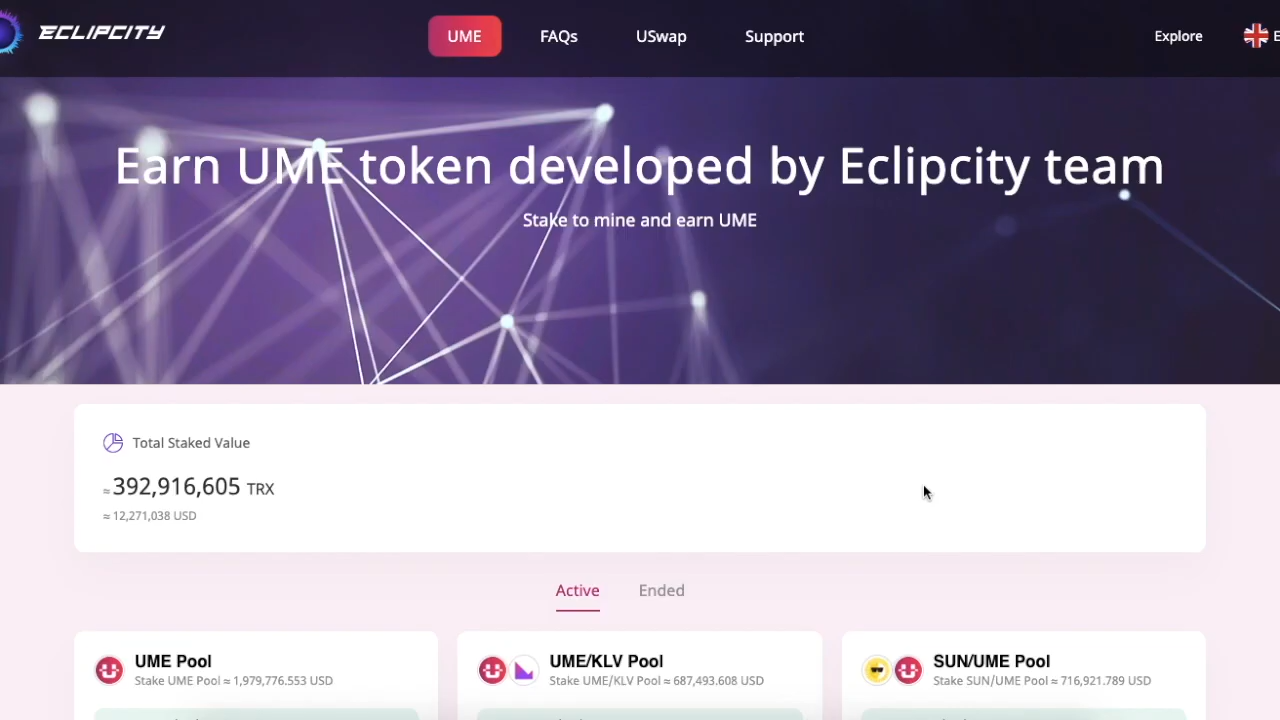 ECLIPCITY
UME
FAQs
USwap
Support
Explore
E
Earn UME token developed by Eclipcity team
Stake to mine and earn UME
Total Staked Value
≈ 392,916,605 TRX
≈ 12,271,038 USD
Active
Ended
UME Pool
Stake UME Pool ≈ 1,979,776.553 USD
UME/KLV Pool
Stake UME/KLV Pool ≈ 687,493.608 USD
SUN/UME Pool
Stake SUN/UME Pool ≈ 716,921.789 USD